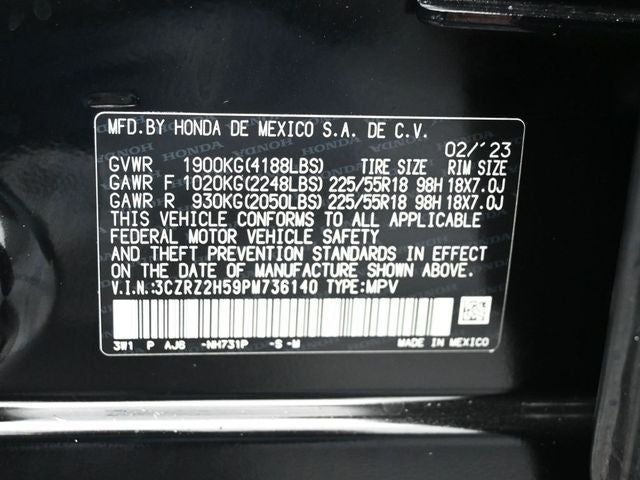 MFD.BY HONDA DE MEXICO S.A. DE C.V.
02/'23
GVWR 1900KG(4188LBS) TIRE SIZE RIM SIZE
GAWR F 1020KG(2248LBS) 225/55R18 98H 18X7.0J
GAWR R 930KG(2050LBS) 225/55R18 98H 18X7.0J
THIS VEHICLE CONFORMS TO ALL APPLICABLE
FEDERAL MOTOR VEHICLE SAFETY
AND THEFT PREVENTION STANDARDS IN EFFECT
ON THE DATE OF MANUFACTURE SHOWN ABOVE.
V.I.N.:3CZRZ2H59PM736140 TYPE:MPV
3W1 P AJ6 -NH731P -S -M MADE IN MEXICO